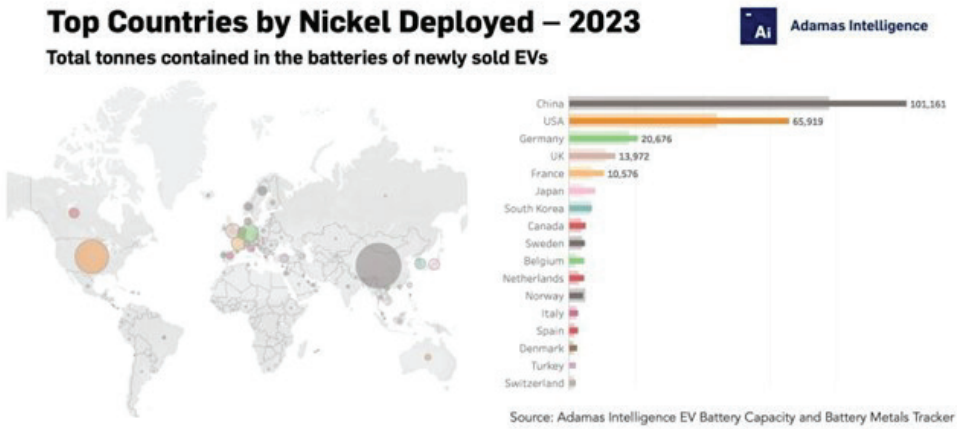 Top Countries by Nickel Deployed – 2023
Total tonnes contained in the batteries of newly sold EVs
Ai
Adamas Intelligence
China 101,161
USA 65,919
Germany 20,676
UK 13,972
France 10,576
Japan
South Korea
Canada
Sweden
Belgium
Netherlands
Norway
Italy
Spain
Denmark
Turkey
Switzerland
Source: Adamas Intelligence EV Battery Capacity and Battery Metals Tracker